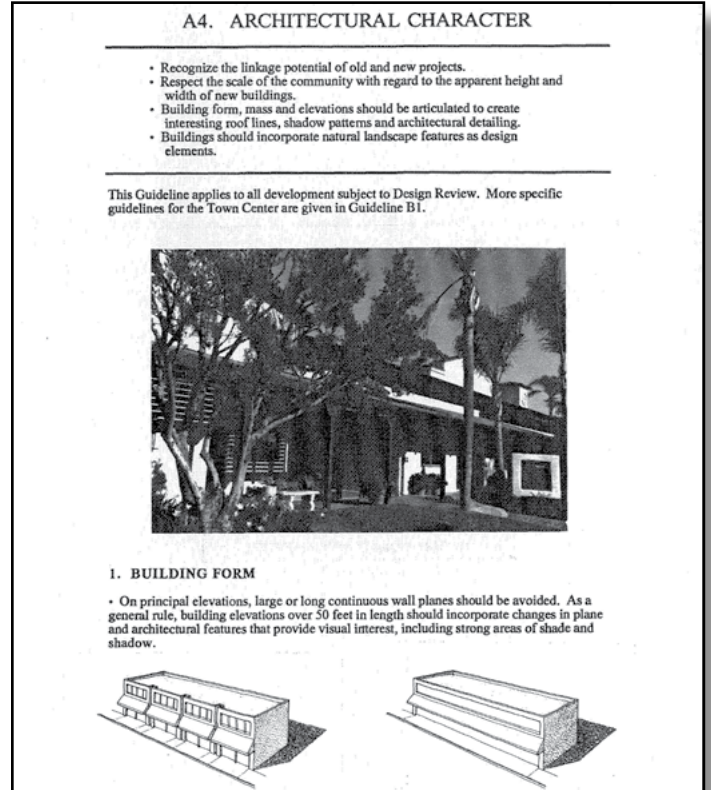 A4. ARCHITECTURAL CHARACTER
• Recognize the linkage potential of old and new projects.
• Respect the scale of the community with regard to the apparent height and
width of new buildings.
• Building form, mass and elevations should be articulated to create
interesting roof lines, shadow patterns and architectural detailing.
• Buildings should incorporate natural landscape features as design
elements.
This Guideline applies to all development subject to Design Review. More specific
guidelines for the Town Center are given in Guideline B1.
1. BUILDING FORM
• On principal elevations, large or long continuous wall planes should be avoided. As a
general rule, building elevations over 50 feet in length should incorporate changes in plane
and architectural features that provide visual interest, including strong areas of shade and
shadow.